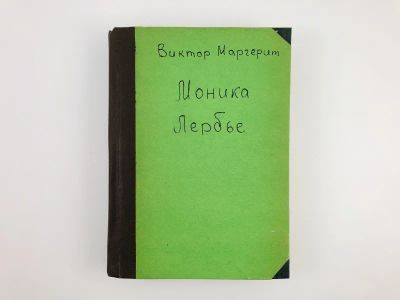 Виктор Маргерит
Моника
Лербье